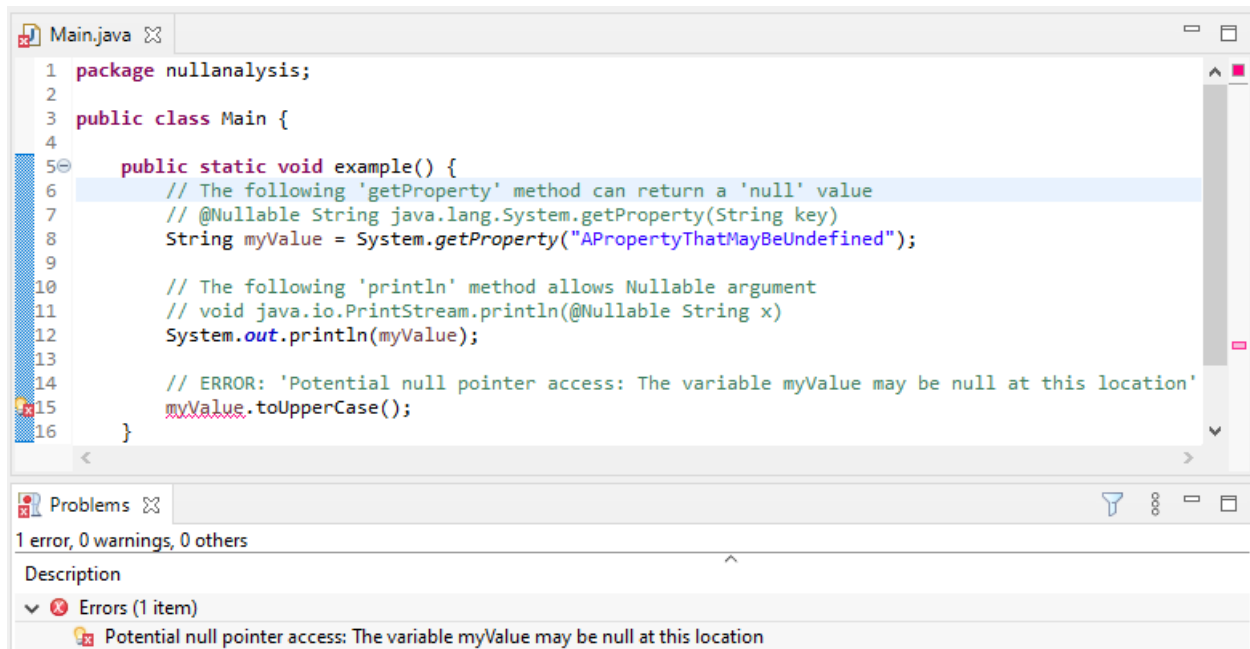 Main.java
1 package nullanalysis;
2
3 public class Main {
4
5 public static void example() {
6 // The following 'getProperty' method can return a 'null' value
7 // @Nullable String java.lang.System.getProperty(String key)
8 String myValue = System.getProperty("APropertyThatMayBeUndefined");
9
10 // The following 'println' method allows Nullable argument
11 // void java.io.PrintStream.println(@Nullable String x)
12 System.out.println(myValue);
13
14 // ERROR: 'Potential null pointer access: The variable myValue may be null at this location'
15 myValue.toUpperCase();
16 }
Problems
1 error, 0 warnings, 0 others
Description
Errors (1 item)
Potential null pointer access: The variable myValue may be null at this location